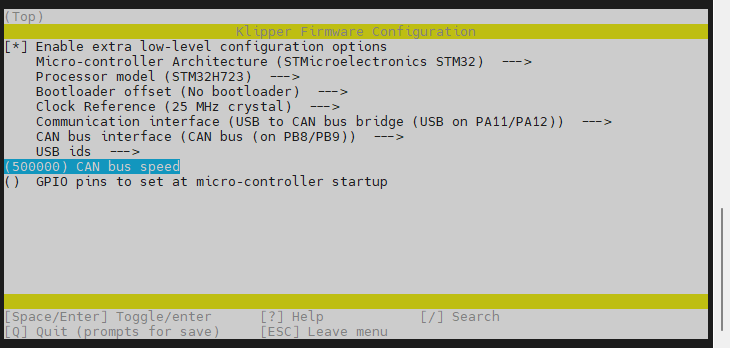 (Top)
Klipper Firmware Configuration
[*] Enable extra low-level configuration options
Micro-controller Architecture (STMicroelectronics STM32)  --->
Processor model (STM32H723)  --->
Bootloader offset (No bootloader)  --->
Clock Reference (25 MHz crystal)  --->
Communication interface (USB to CAN bus bridge (USB on PA11/PA12))  --->
CAN bus interface (CAN bus (on PB8/PB9))  --->
USB ids  --->
(500000) CAN bus speed
()  GPIO pins to set at micro-controller startup
[Space/Enter] Toggle/enter      [?] Help            [/] Search
[Q] Quit (prompts for save)     [ESC] Leave menu